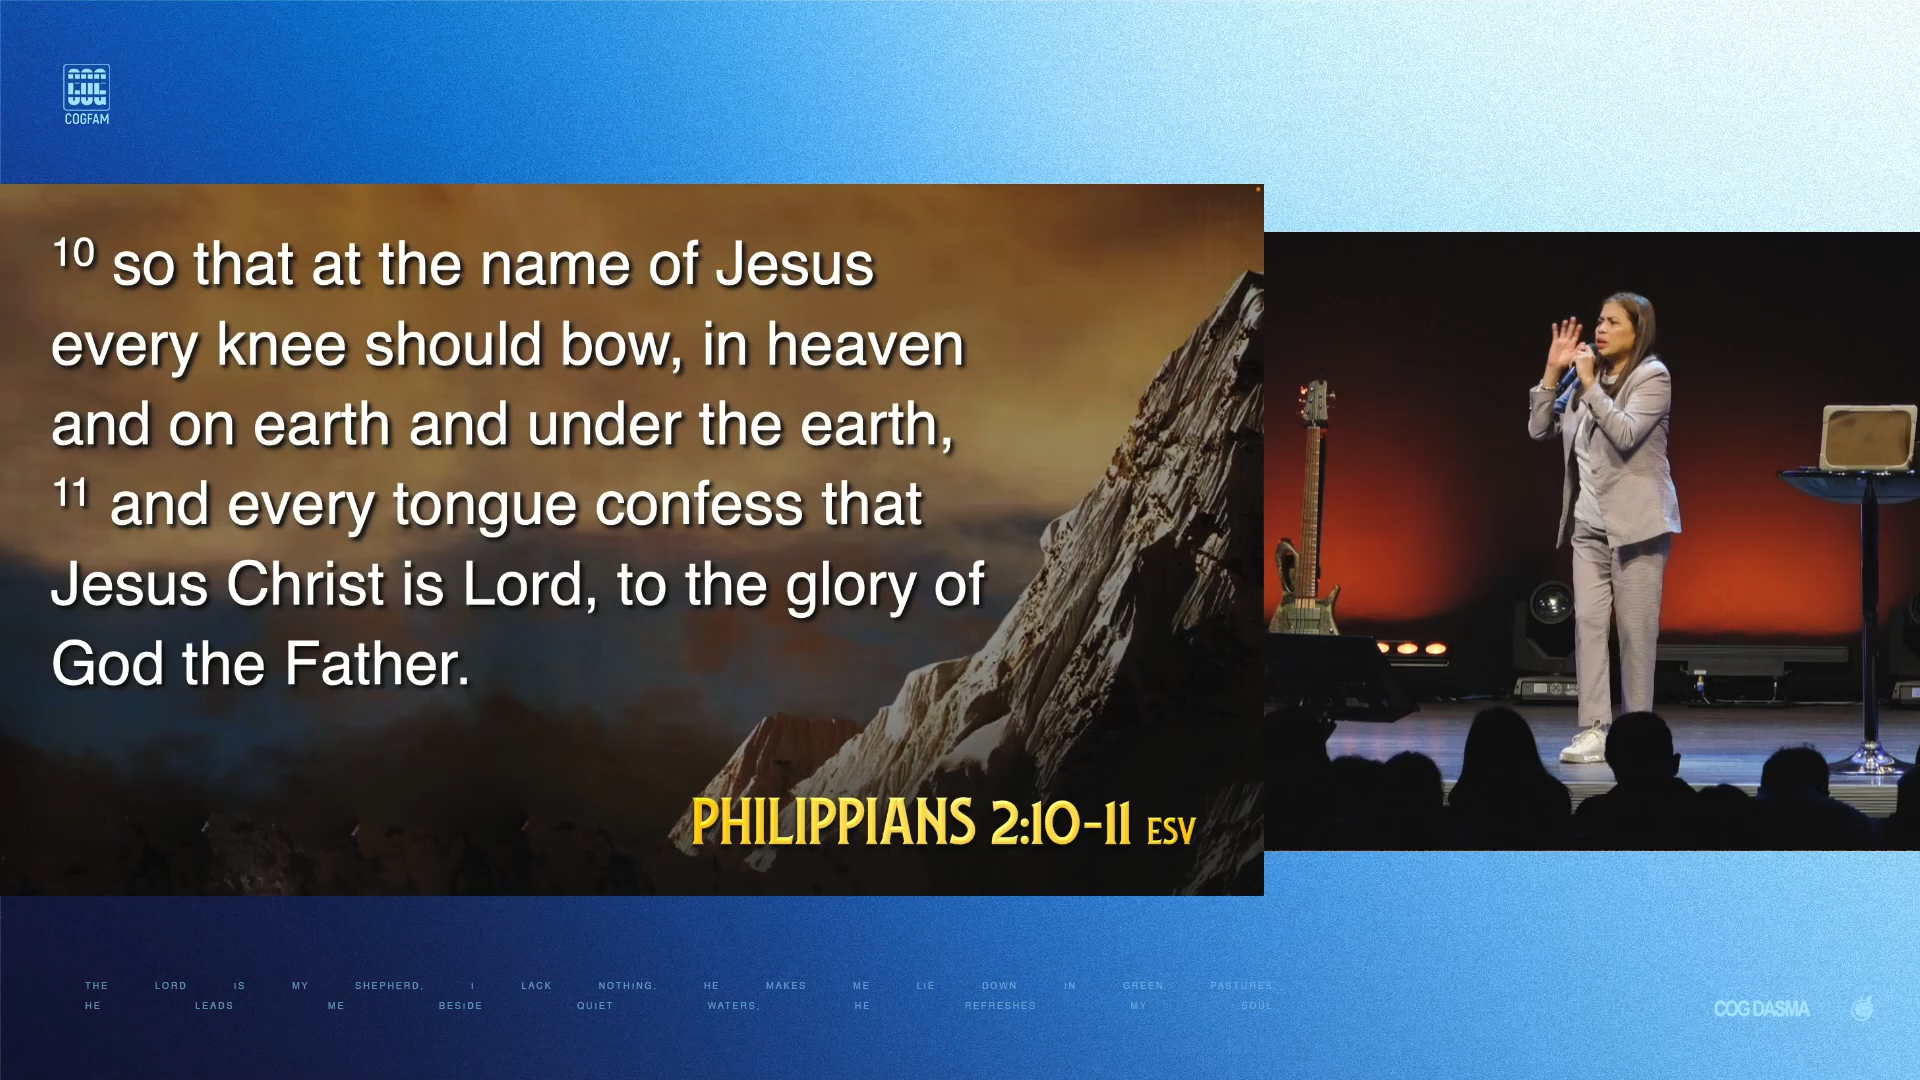 COG
COGFAM
10 so that at the name of Jesus
every knee should bow, in heaven
and on earth and under the earth,
11 and every tongue confess that
Jesus Christ is Lord, to the glory of
God the Father.
PHILIPPIANS 2:10-11 ESV
THE LORD IS MY SHEPHERD, I LACK NOTHING. HE MAKES ME LIE DOWN IN GREEN PASTURES,
HE LEADS ME BESIDE QUIET WATERS, HE REFRESHES MY SOUL
COG DASMA